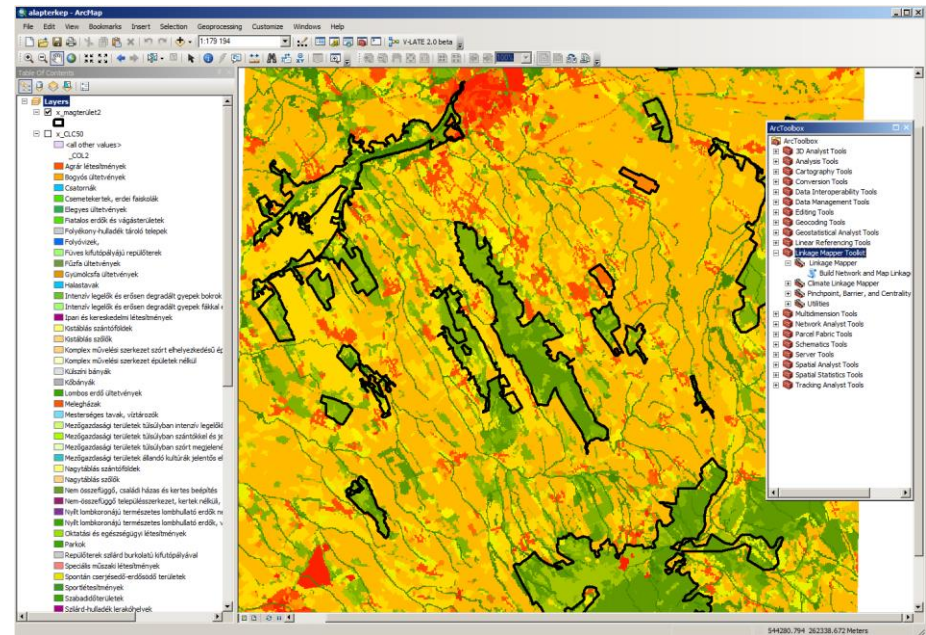 alapterkep - ArcMap
File Edit View Bookmarks Insert Selection Geoprocessing Customize Windows Help
1:179 194
V-LATE 2.0 beta
100%
Table Of Contents
Layers
x_magterület2
x_CLC50
<all other values>
_COL2
Agrár létesítmények
Bogyós ültetvények
Csatornák
Csemetekertek, erdei faiskolák
Elegyes ültetvények
Fiatalos erdők és vágásterületek
Folyékony-hulladék tároló telepek
Folyóvizek,
Füves kifutópályájú repülőterek
Fűzfa ültetvények
Gyümölcsfa ültetvények
Halastavak
Intenzív legelők és erősen degradált gyepek bokrok
Intenzív legelők és erősen degradált gyepek fákkal
Ipari és kereskedelmi létesítmények
Kistáblás szántóföldek
Kistáblás szőlők
Komplex művelési szerkezet szórt elhelyezkedésű ép
Komplex művelési szerkezet épületek nélkül
Külszíni bányák
Kőbányák
Lombos erdő ültetvények
Melegházak
Mesterséges tavak, víztározók
Mezőgazdasági területek túlsúlyban intenzív legelők
Mezőgazdasági területek túlsúlyban szántókkal és je
Mezőgazdasági területek túlsúlyban szórt megjelené
Mezőgazdasági területek állandó kultúrák jelentős el
Nagytáblás szántóföldek
Nagytáblás szőlők
Nem összefüggő, családi házas és kertes beépítés
Nem-összefüggő településszerkezet, kertek nélkül,
Nyílt lombkoronájú természetes lombhullató erdők ne
Nyílt lombkoronájú természetes lombhullató erdők, v
Oktatási és egészségügyi létesítmények
Parkok
Repülőterek szilárd burkolatú kifutópályával
Speciális műszaki létesítmények
Spontán cserjésedő-erdősödő területek
Sportlétesítmények
Szabadidőterületek
Szilárd-hulladék lerakóhelyek
ArcToolbox
ArcToolbox
3D Analyst Tools
Analysis Tools
Cartography Tools
Conversion Tools
Data Interoperability Tools
Data Management Tools
Editing Tools
Geocoding Tools
Geostatistical Analyst Tools
Linear Referencing Tools
Linkage Mapper Toolkit
Linkage Mapper
Build Network and Map Linkag
Climate Linkage Mapper
Pinchpoint, Barrier, and Centrality
Utilities
Multidimension Tools
Network Analyst Tools
Parcel Fabric Tools
Schematics Tools
Server Tools
Spatial Analyst Tools
Spatial Statistics Tools
Tracking Analyst Tools
544280.794 262338.672 Meters